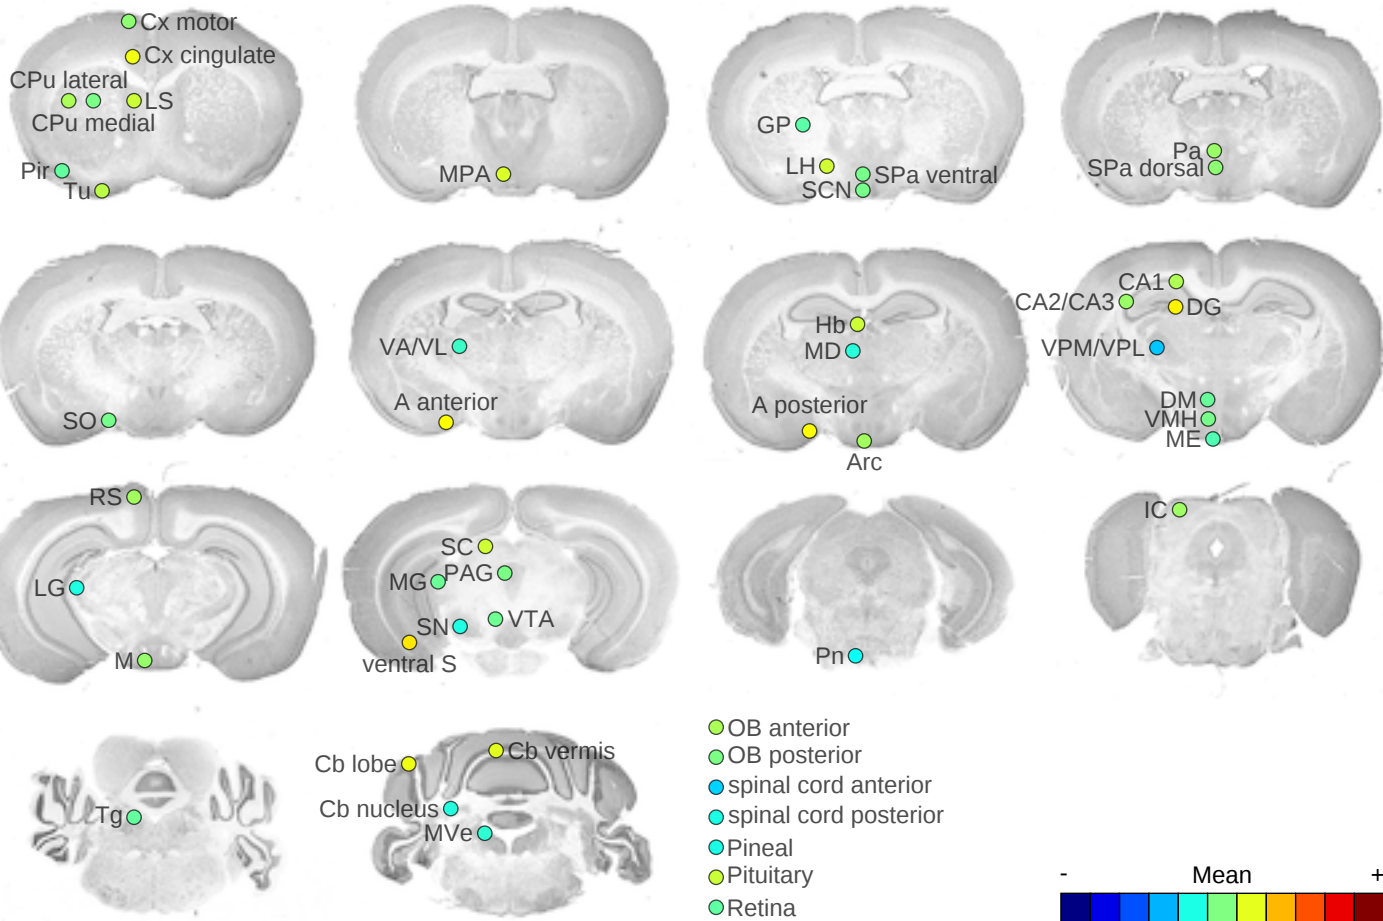 Cx motor
Cx cingulate
CPu lateral
LS
CPu medial
Pir
Tu
MPA
GP
LH
SPa ventral
SCN
Pa
SPa dorsal
SO
VA/VL
A anterior
Hb
MD
A posterior
Arc
CA1
CA2/CA3
DG
VPM/VPL
DM
VMH
ME
RS
LG
M
SC
MG
PAG
SN
VTA
ventral S
Pn
IC
Tg
Cb lobe
Cb vermis
Cb nucleus
MVe
OB anterior
OB posterior
spinal cord anterior
spinal cord posterior
Pineal
Pituitary
Retina
- Mean +